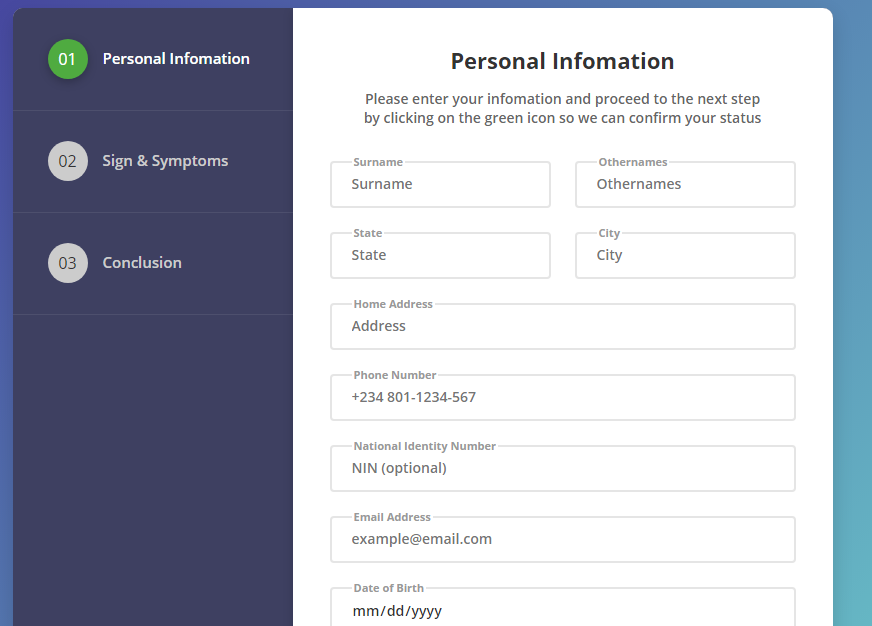 01 Personal Infomation
02 Sign & Symptoms
03 Conclusion
Personal Infomation
Please enter your infomation and proceed to the next step
by clicking on the green icon so we can confirm your status
Surname
Surname
Othernames
Othernames
State
State
City
City
Home Address
Address
Phone Number
+234 801-1234-567
National Identity Number
NIN (optional)
Email Address
example@email.com
Date of Birth
mm/dd/yyyy